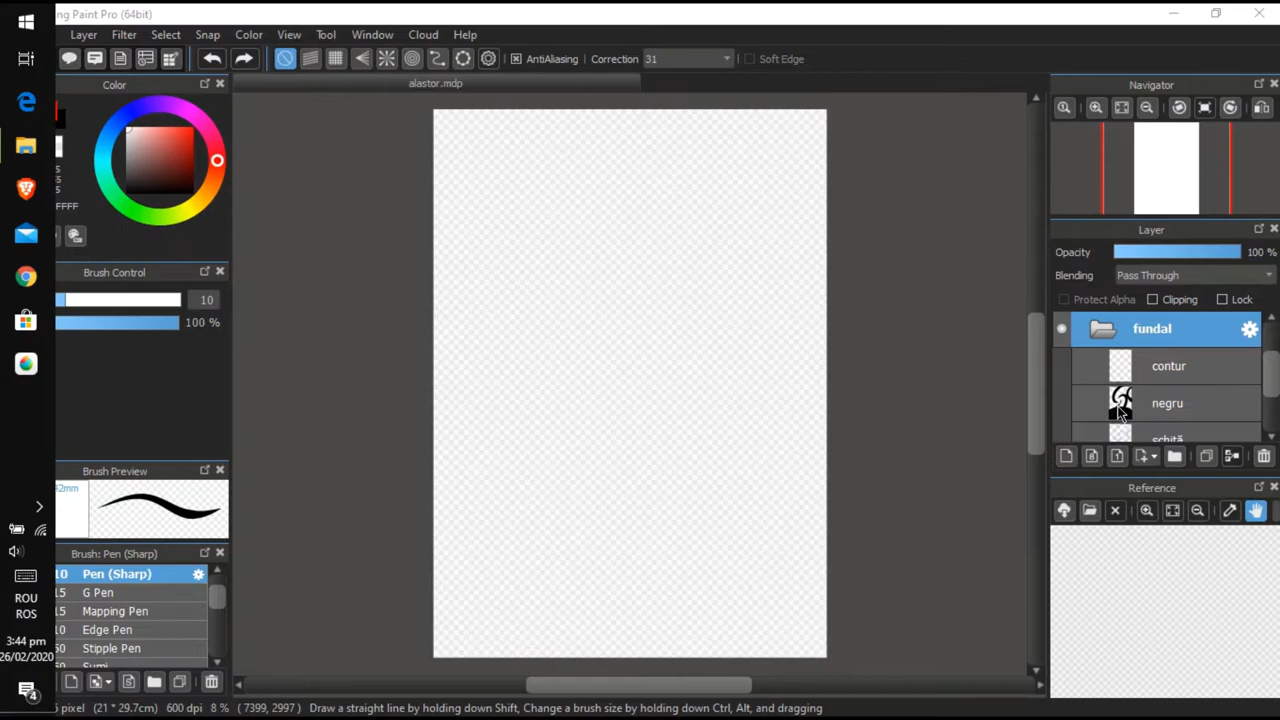 ng Paint Pro (64bit)
Layer Filter Select Snap Color View Tool Window Cloud Help
AntiAliasing Correction 31 Soft Edge
Color
alastor.mdp
Navigator
FFFF
Layer
Opacity 100 %
Blending Pass Through
Protect Alpha Clipping Lock
Brush Control
10
100 %
fundal
contur
negru
schiță
Brush Preview
42mm
Reference
Brush: Pen (Sharp)
10 Pen (Sharp)
15 G Pen
15 Mapping Pen
10 Edge Pen
50 Stipple Pen
Sumi
ROU
ROS
3:44 pm
26/02/2020
4
pixel (21 * 29.7cm) 600 dpi 8 % ( 7399, 2997 ) Draw a straight line by holding down Shift, Change a brush size by holding down Ctrl, Alt, and dragging